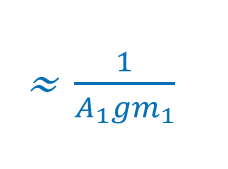 ≈ 1 / A₁gm₁